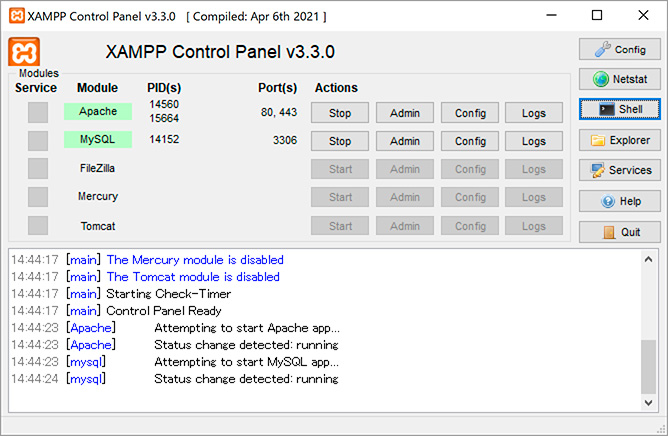 XAMPP Control Panel v3.3.0 [ Compiled: Apr 6th 2021 ]
XAMPP Control Panel v3.3.0
Config
Modules
Service Module PID(s) Port(s) Actions
Netstat
Apache 14560 15664 80, 443 Stop Admin Config Logs
Shell
MySQL 14152 3306 Stop Admin Config Logs
Explorer
FileZilla Start Admin Config Logs
Services
Mercury Start Admin Config Logs
Help
Tomcat Start Admin Config Logs
Quit
14:44:17 [main] The Mercury module is disabled
14:44:17 [main] The Tomcat module is disabled
14:44:17 [main] Starting Check-Timer
14:44:17 [main] Control Panel Ready
14:44:23 [Apache] Attempting to start Apache app...
14:44:23 [Apache] Status change detected: running
14:44:23 [mysql] Attempting to start MySQL app...
14:44:24 [mysql] Status change detected: running